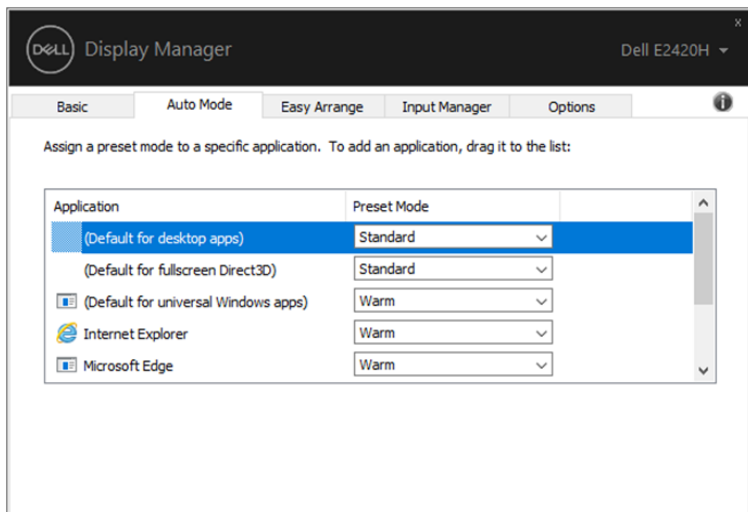 x
DELL Display Manager Dell E2420H
Basic Auto Mode Easy Arrange Input Manager Options
Assign a preset mode to a specific application. To add an application, drag it to the list:
Application Preset Mode
(Default for desktop apps) Standard
(Default for fullscreen Direct3D) Standard
(Default for universal Windows apps) Warm
Internet Explorer Warm
Microsoft Edge Warm